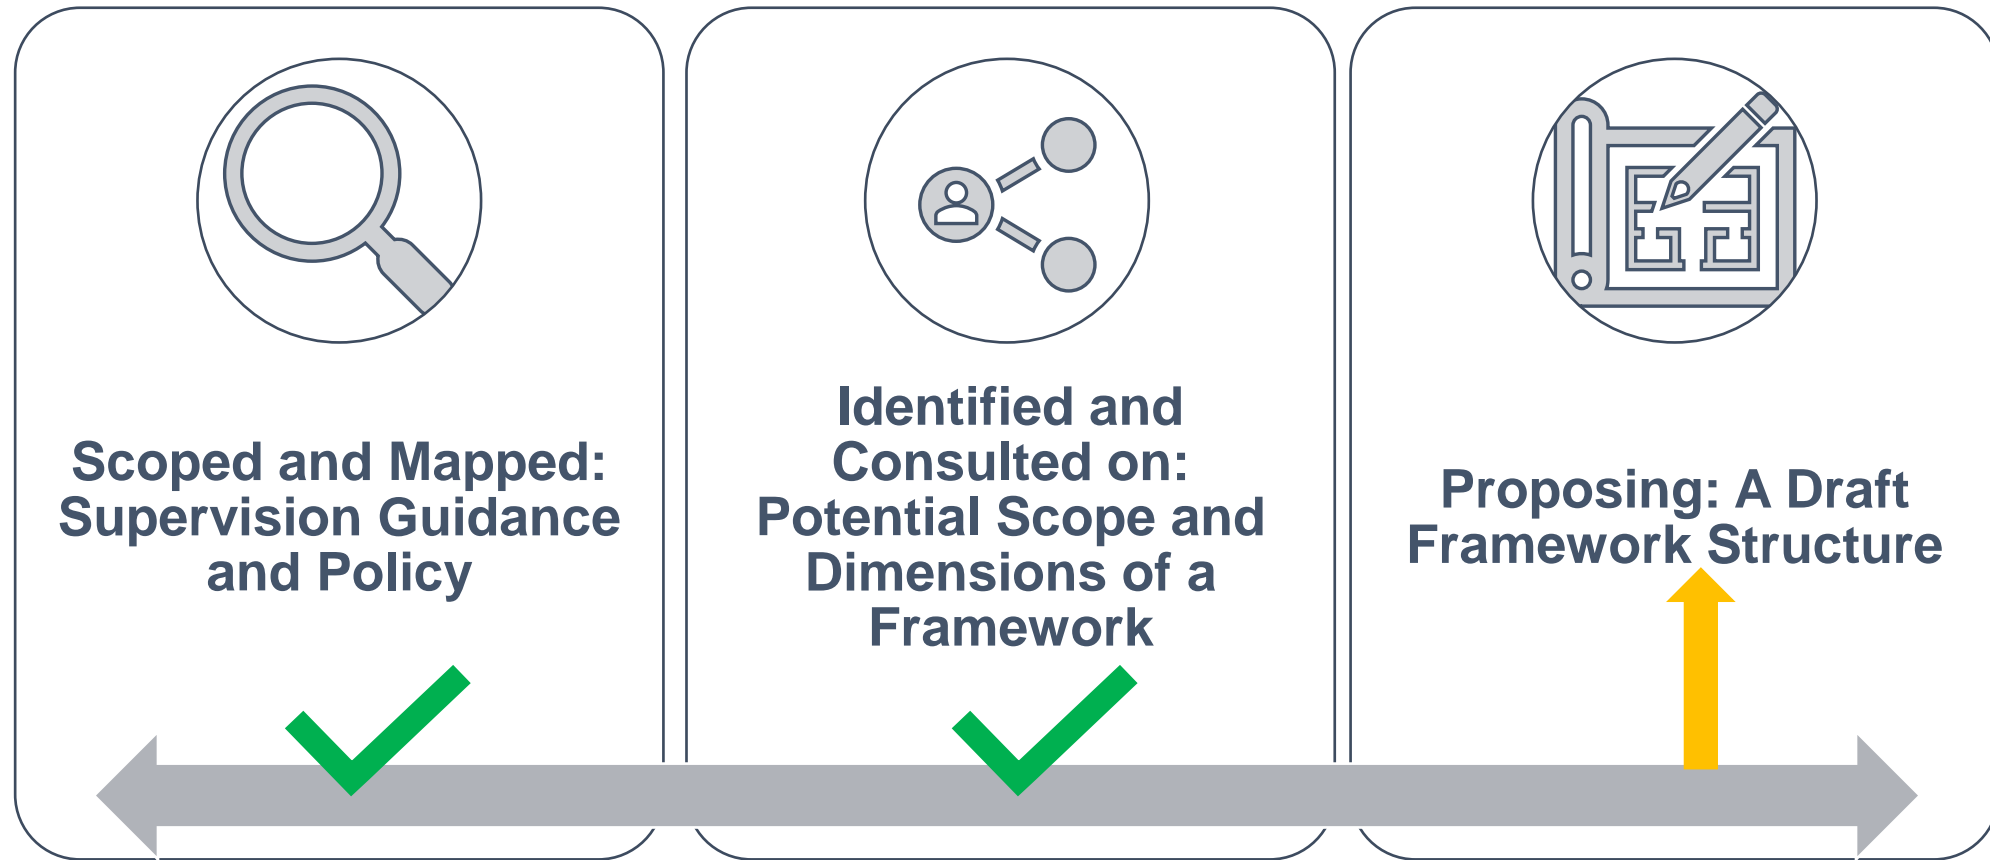 Scoped and Mapped:
Supervision Guidance
and Policy
Identified and
Consulted on:
Potential Scope and
Dimensions of a
Framework
Proposing: A Draft
Framework Structure